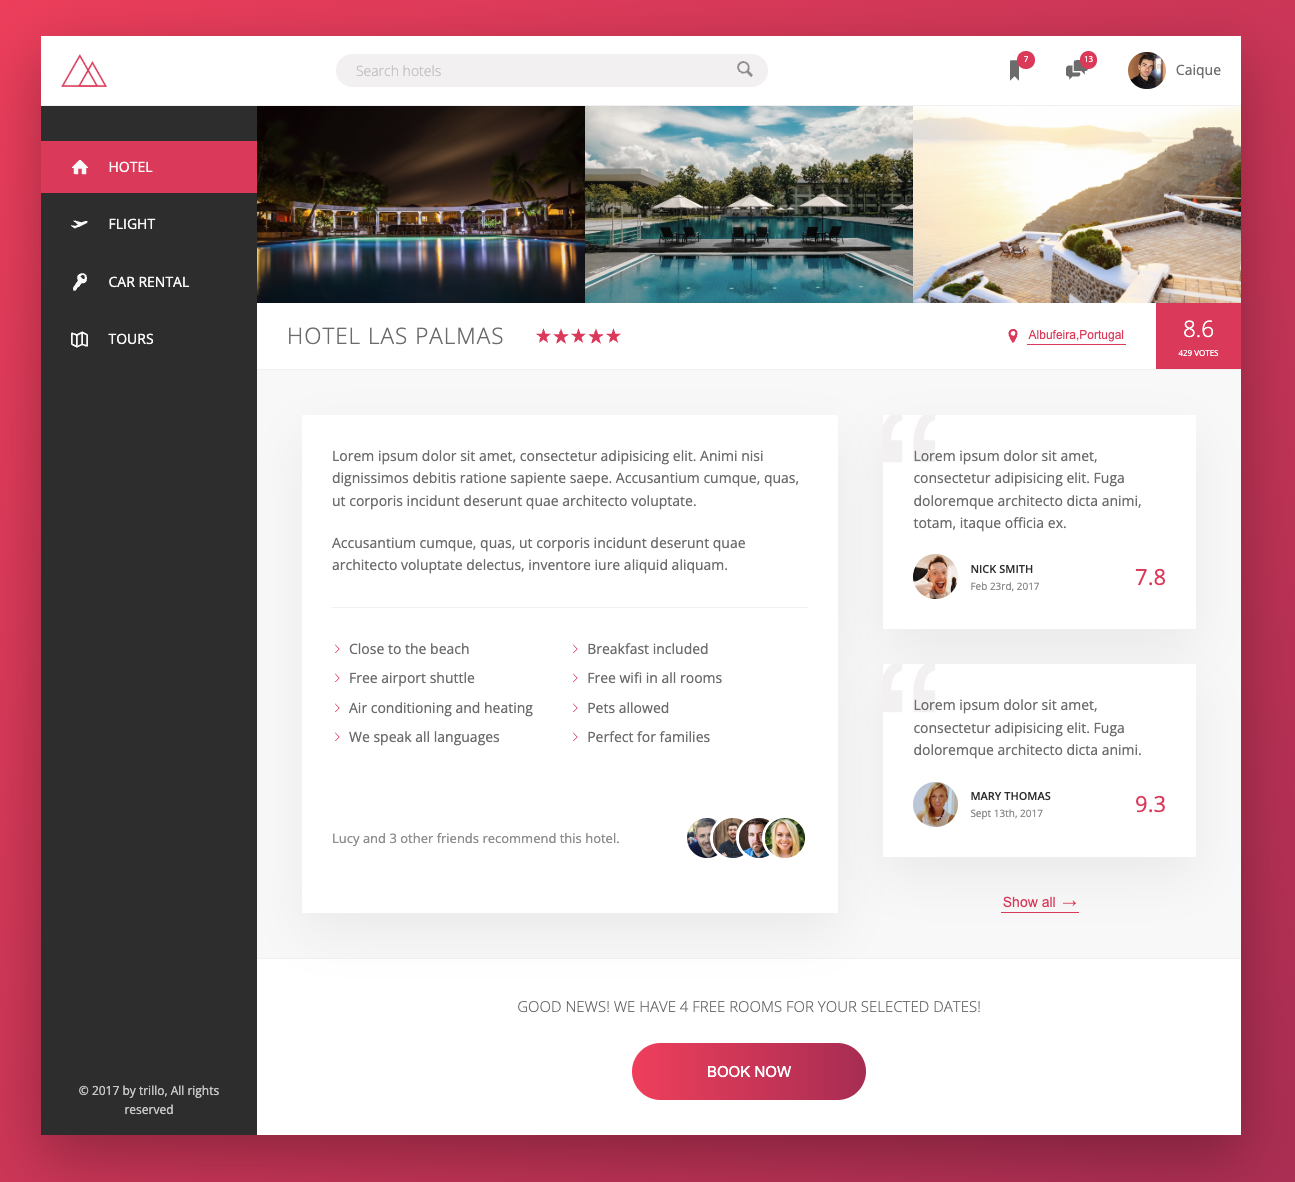 Search hotels
7
13
Caique
HOTEL
FLIGHT
CAR RENTAL
TOURS
© 2017 by trillo, All rights
reserved
HOTEL LAS PALMAS
Albufeira,Portugal
8.6
429 VOTES
Lorem ipsum dolor sit amet, consectetur adipisicing elit. Animi nisi
dignissimos debitis ratione sapiente saepe. Accusantium cumque, quas,
ut corporis incidunt deserunt quae architecto voluptate.
Accusantium cumque, quas, ut corporis incidunt deserunt quae
architecto voluptate delectus, inventore iure aliquid aliquam.
Close to the beach
Breakfast included
Free airport shuttle
Free wifi in all rooms
Air conditioning and heating
Pets allowed
We speak all languages
Perfect for families
Lucy and 3 other friends recommend this hotel.
“
Lorem ipsum dolor sit amet,
consectetur adipisicing elit. Fuga
doloremque architecto dicta animi,
totam, itaque officia ex.
NICK SMITH
Feb 23rd, 2017
7.8
“
Lorem ipsum dolor sit amet,
consectetur adipisicing elit. Fuga
doloremque architecto dicta animi.
MARY THOMAS
Sept 13th, 2017
9.3
Show all →
GOOD NEWS! WE HAVE 4 FREE ROOMS FOR YOUR SELECTED DATES!
BOOK NOW